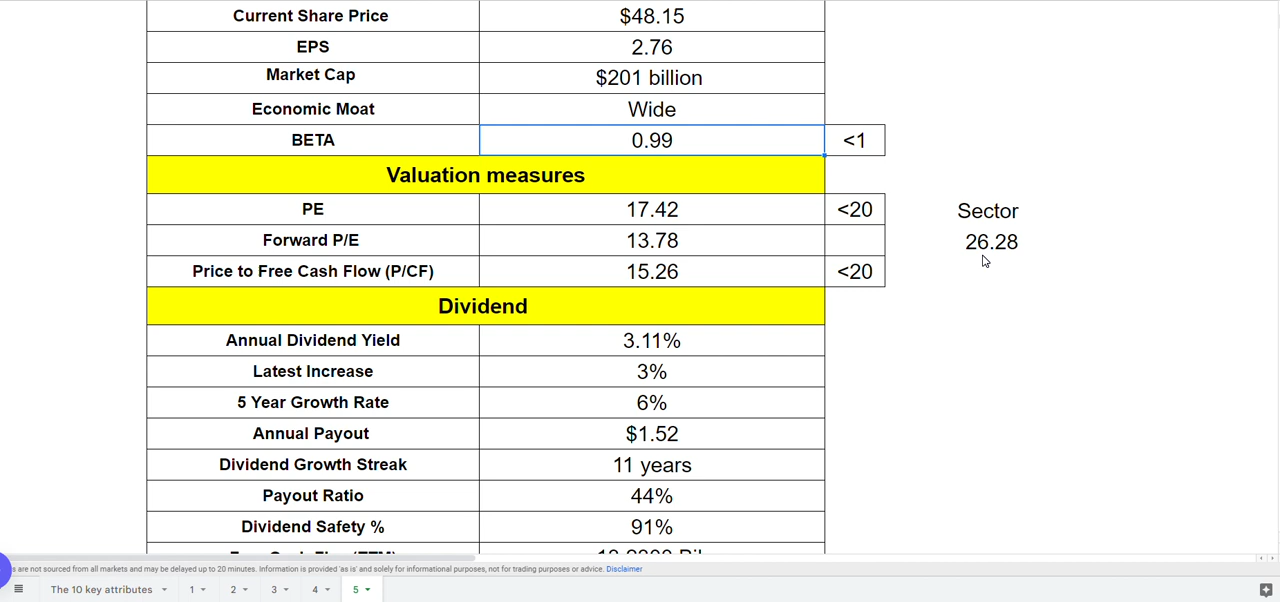 Current Share Price $48.15
EPS 2.76
Market Cap $201 billion
Economic Moat Wide
BETA 0.99 <1
Valuation measures
PE 17.42 <20 Sector
Forward P/E 13.78 26.28
Price to Free Cash Flow (P/CF) 15.26 <20
Dividend
Annual Dividend Yield 3.11%
Latest Increase 3%
5 Year Growth Rate 6%
Annual Payout $1.52
Dividend Growth Streak 11 years
Payout Ratio 44%
Dividend Safety % 91%
s are not sourced from all markets and may be delayed up to 20 minutes. Information is provided 'as is' and solely for informational purposes, not for trading purposes or advice. Disclaimer
The 10 key attributes 1 2 3 4 5